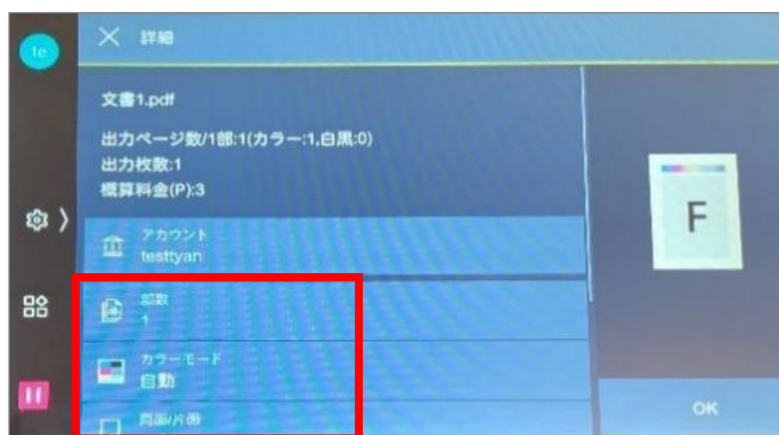 te
詳細
文書1.pdf
出力ページ数/1部:1(カラー:1,白黒:0)
出力枚数:1
概算料金(P):3
アカウント
testtyan
部数
1
カラーモード
自動
両面/片面
F
OK